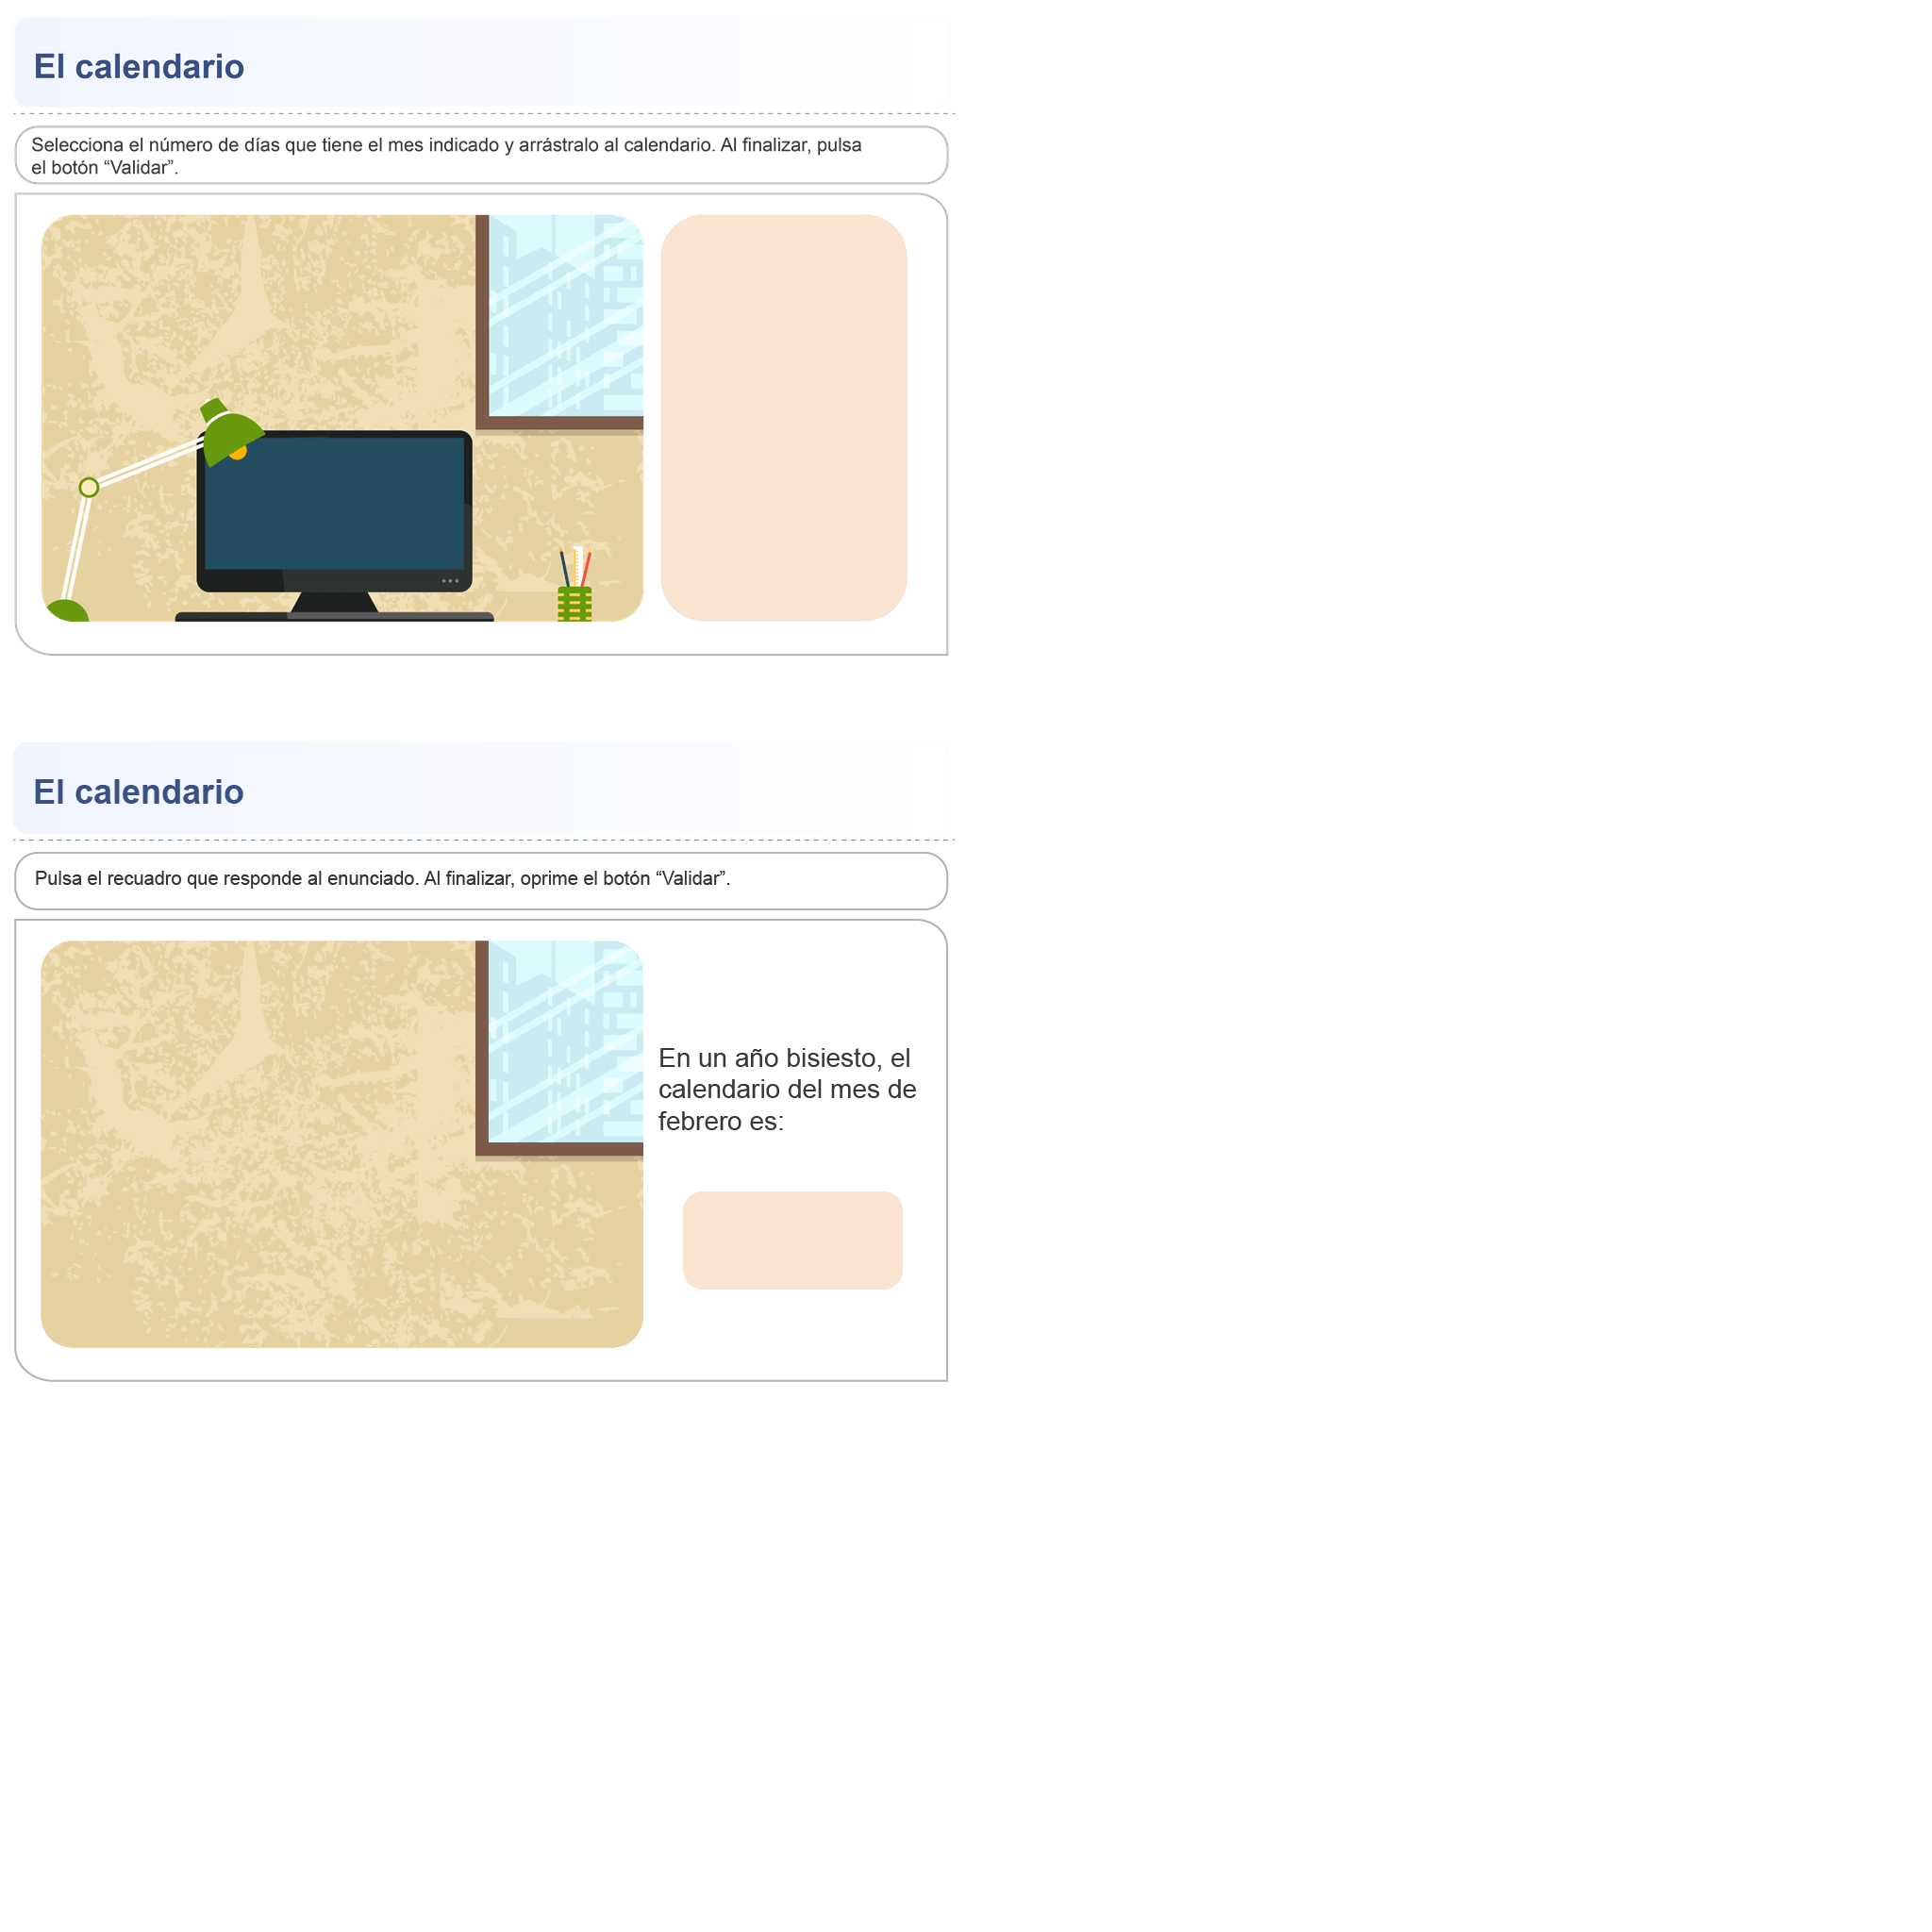 El calendario
Selecciona el número de días que tiene el mes indicado y arrástralo al calendario. Al finalizar, pulsa
el botón “Validar”.
El calendario
Pulsa el recuadro que responde al enunciado. Al finalizar, oprime el botón “Validar”.
En un año bisiesto, el
calendario del mes de
febrero es: